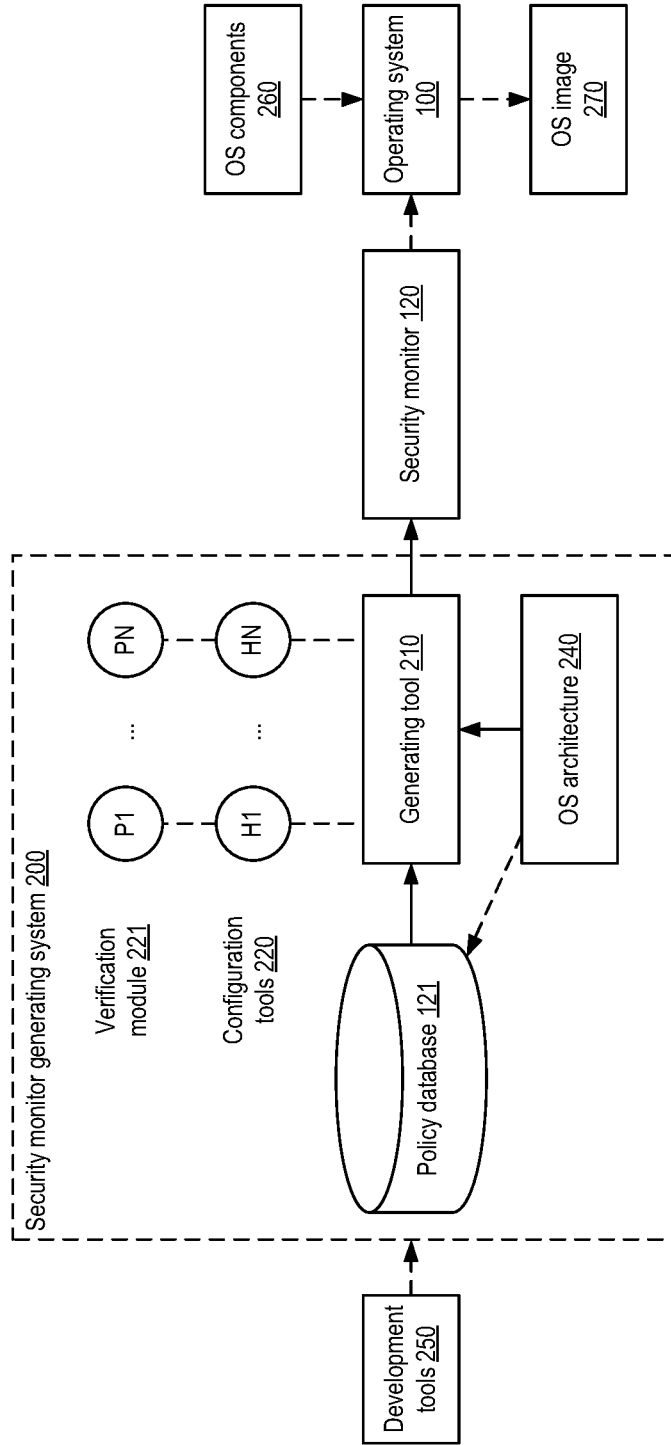 Security monitor generating system 200
Verification
module 221
P1
...
PN
Configuration
tools 220
H1
...
HN
Development
tools 250
Policy database 121
Generating tool 210
OS architecture 240
Security monitor 120
OS components
260
Operating system
100
OS image
270